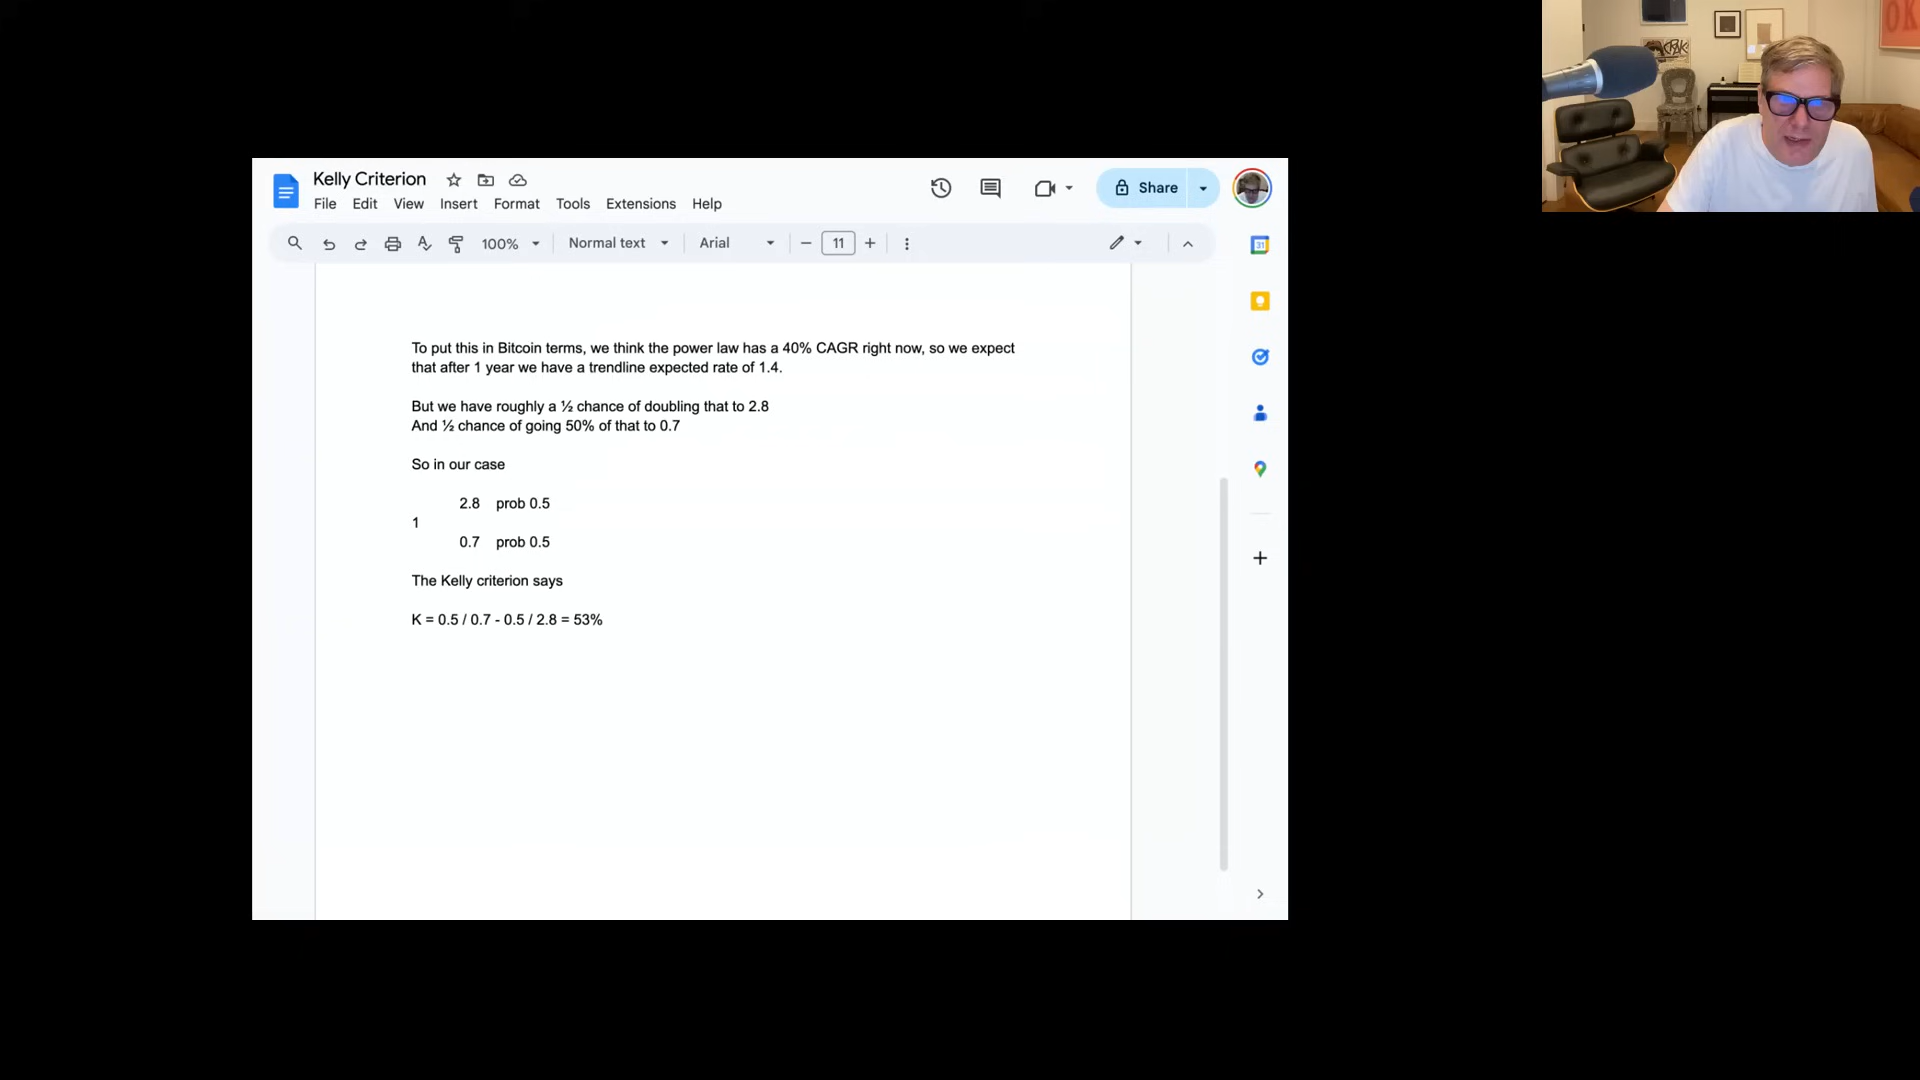 OK
Kelly Criterion
File Edit View Insert Format Tools Extensions Help
Share
100% Normal text Arial 11
31
To put this in Bitcoin terms, we think the power law has a 40% CAGR right now, so we expect
that after 1 year we have a trendline expected rate of 1.4.
But we have roughly a ½ chance of doubling that to 2.8
And ½ chance of going 50% of that to 0.7
So in our case
2.8 prob 0.5
1
0.7 prob 0.5
The Kelly criterion says
K = 0.5 / 0.7 - 0.5 / 2.8 = 53%